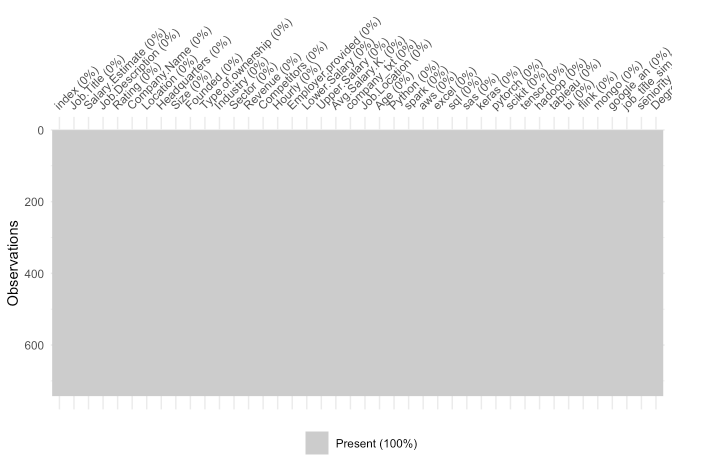 index (0%)
Job.Title (0%)
Salary.Estimate (0%)
Job.Description (0%)
Rating (0%)
Company.Name (0%)
Location (0%)
Headquarters (0%)
Size (0%)
Founded (0%)
Type.of.ownership (0%)
Industry (0%)
Sector (0%)
Revenue (0%)
Competitors (0%)
Hourly (0%)
Employer.provided (0%)
Lower.Salary (0%)
Upper.Salary (0%)
Avg.Salary.K. (0%)
company_txt (0%)
Job.Location (0%)
Age (0%)
Python (0%)
spark (0%)
aws (0%)
excel (0%)
sql (0%)
sas (0%)
keras (0%)
pytorch (0%)
scikit (0%)
tensor (0%)
hadoop (0%)
tableau (0%)
bi (0%)
flink (0%)
mongo (0%)
google_an (0%)
job_title_sim
seniority
Degr
Observations
0
200
400
600
Present (100%)